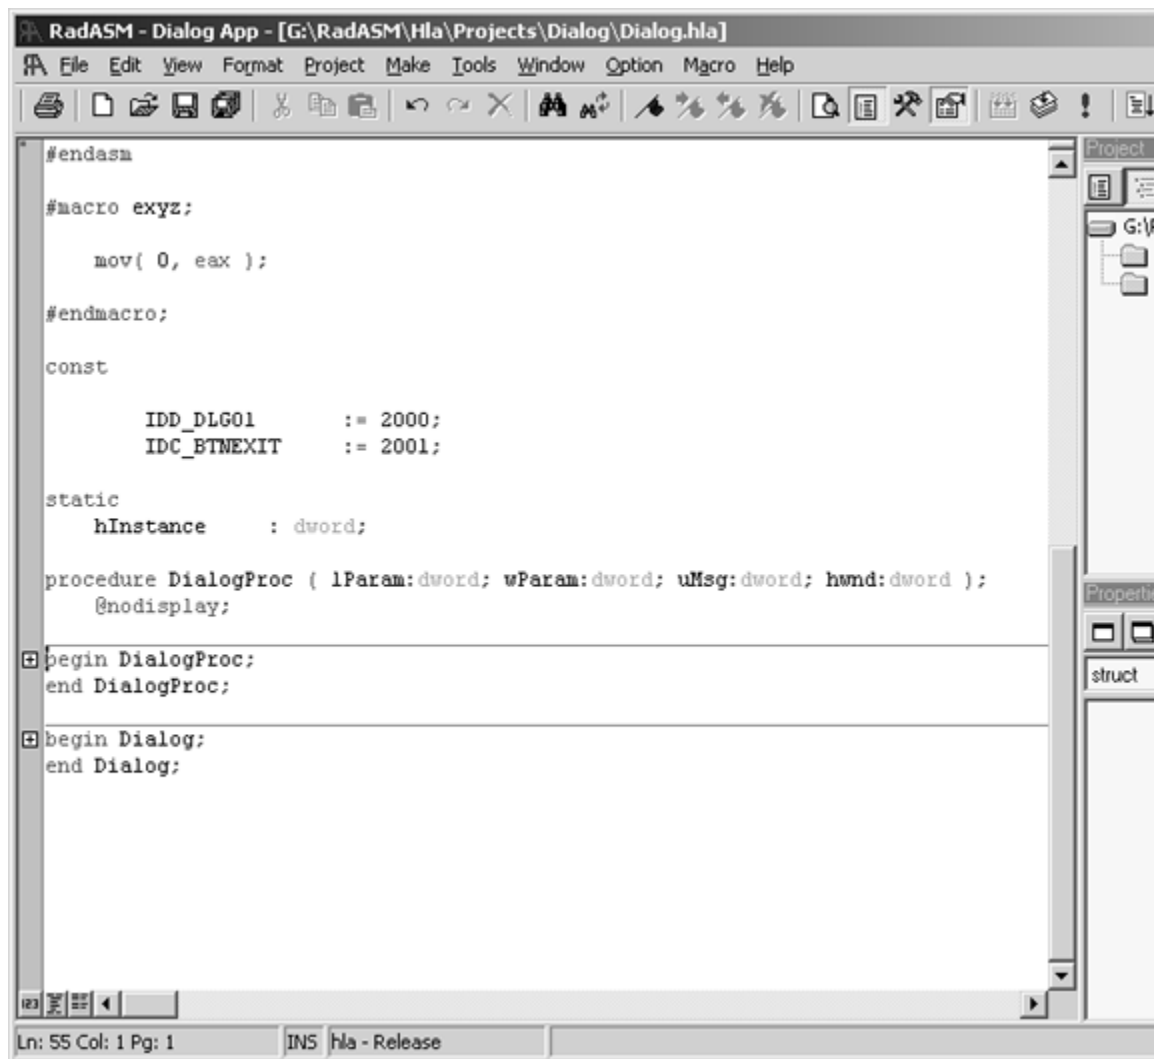 RadASM - Dialog App - [G:\RadASM\Hla\Projects\Dialog\Dialog.hla]
File Edit View Format Project Make Tools Window Option Macro Help
Project
#endasm
#macro exyz;
G:\
mov( 0, eax );
#endmacro;
const
IDD_DLG01 := 2000;
IDC_BTNEXIT := 2001;
static
hInstance : dword;
procedure DialogProc ( lParam:dword; wParam:dword; uMsg:dword; hwnd:dword );
@nodisplay;
Properti
begin DialogProc;
end DialogProc;
struct
begin Dialog;
end Dialog;
123
Ln: 55 Col: 1 Pg: 1 INS hla - Release